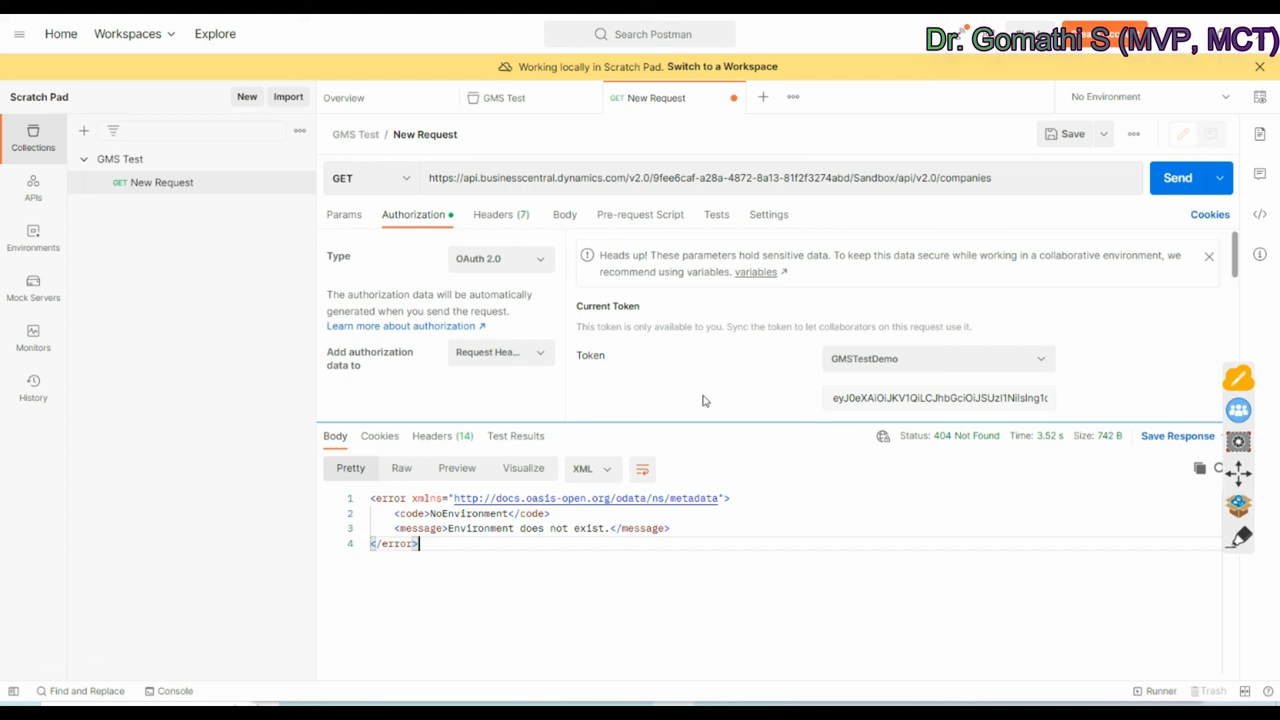 Home
Workspaces
Explore
Search Postman
Dr. Gomathi S (MVP, MCT)
Working locally in Scratch Pad. Switch to a Workspace
Scratch Pad
New
Import
Overview
GMS Test
GET New Request
No Environment
Collections
GMS Test
GET New Request
APIs
Environments
Mock Servers
Monitors
History
GMS Test / New Request
Save
GET
https://api.businesscentral.dynamics.com/v2.0/9fee6caf-a28a-4872-8a13-81f2f3274abd/Sandbox/api/v2.0/companies
Send
Params
Authorization
Headers (7)
Body
Pre-request Script
Tests
Settings
Cookies
Type
OAuth 2.0
The authorization data will be automatically
generated when you send the request.
Learn more about authorization ↗
Add authorization
data to
Request Hea...
Heads up! These parameters hold sensitive data. To keep this data secure while working in a collaborative environment, we
recommend using variables. variables ↗
Current Token
This token is only available to you. Sync the token to let collaborators on this request use it.
Token
GMSTestDemo
Body
Cookies
Headers (14)
Test Results
Status: 404 Not Found
Time: 3.52 s
Size: 742 B
Save Response
Pretty
Raw
Preview
Visualize
XML
1 <error xmlns="http://docs.oasis-open.org/odata/ns/metadata">
2 <code>NoEnvironment</code>
3 <message>Environment does not exist.</message>
4 </error>
Find and Replace
Console
Runner
Trash